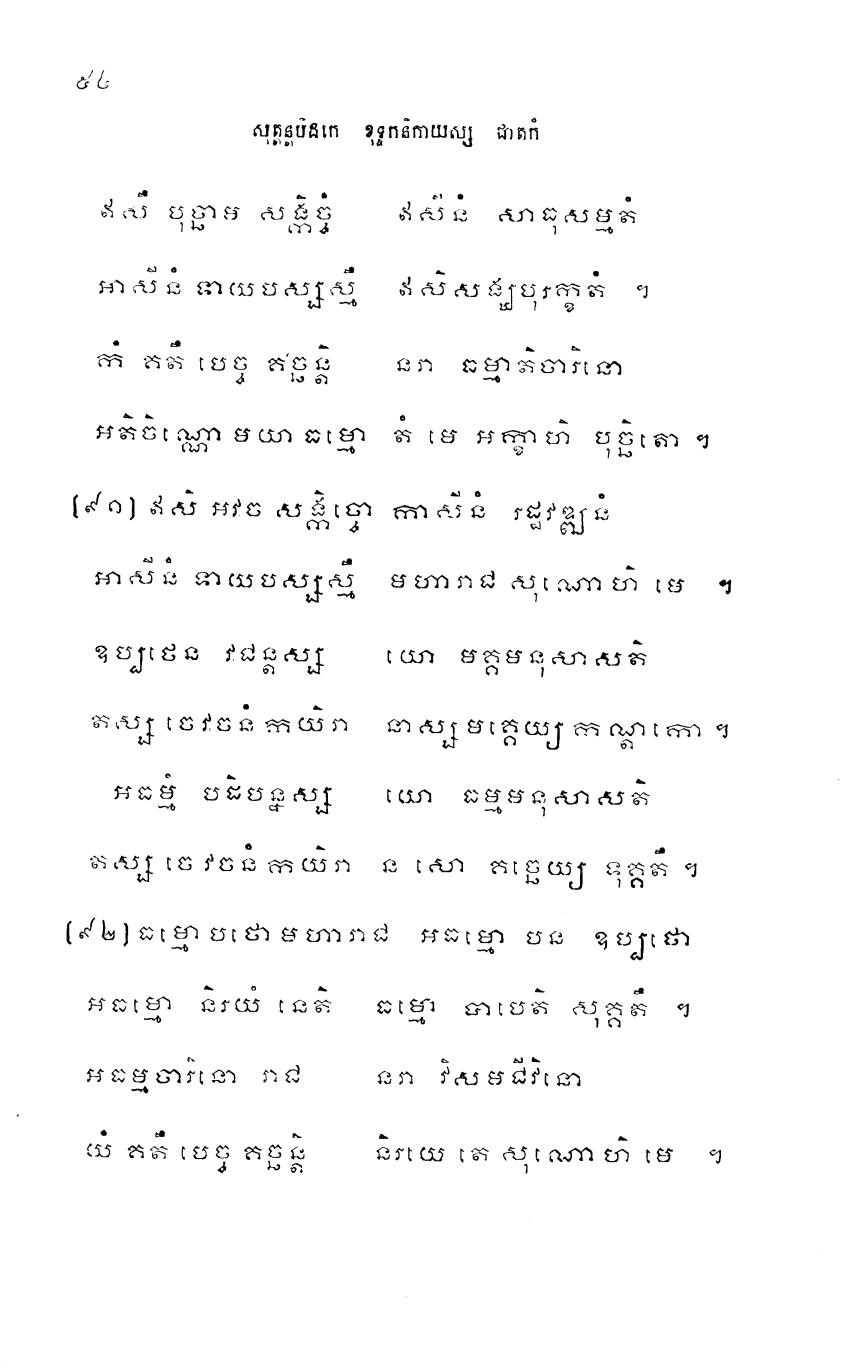 ៥៤
សុត្តន្តបិដកេ ខុទ្ទកនិកាយស្ស ជាតកំ
ឥសឹ បុច្ឆាម សង្កិច្ចំ ឥសីនំ សាធុសម្មតំ
អាសីនំ ទាយបស្សស្មឹ ឥសិសង្ឃបុរក្ខតំ ។
កំ គតឹ បេច្ច គច្ឆន្តិ នរា ធម្មាតិចារិនោ
អតិចិណ្ណោ មយា ធម្មោ តំ មេ អក្ខាហិ បុច្ឆិតោ ។
(៩១) ឥសិ អវច សង្កិច្ចោ កាសីនំ រដ្ឋវឌ្ឍនំ
អាសីនំ ទាយបស្សស្មឹ មហារាជ សុណោហិ មេ ។
ឧប្បថេន វជន្តស្ស យោ មគ្គមនុសាសតិ
តស្ស ចេ វចនំ កយិរា នាស្ស មគ្គេយ្យ កណ្តកោ ។
អធម្មំ បដិបន្នស្ស យោ ធម្មមនុសាសតិ
តស្ស ចេ វចនំ កយិរា ន សោ គច្ឆេយ្យ ទុគ្គតឹ ។
(៩២) ធម្មោ បថោ មហារាជ អធម្មោ បន ឧប្បថោ
អធម្មោ និរយំ នេតិ ធម្មោ បាបេតិ សុគ្គតឹ ។
អធម្មចារិនោ រាជ នរា វិសមជីវិនោ
យំ គតឹ បេច្ច គច្ឆន្តិ និរយេ តេ សុណោហិ មេ ។